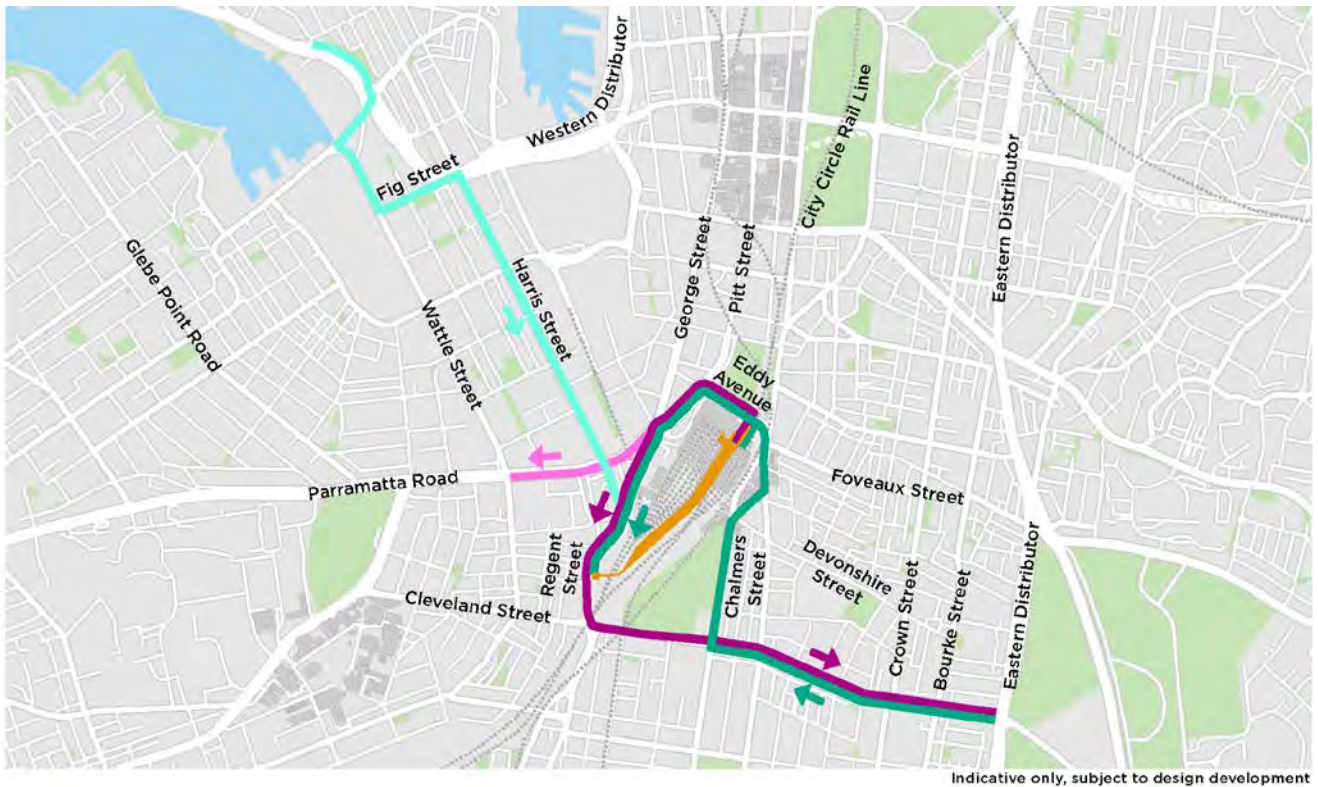 Western Distributor
City Circle Rail Line
Eastern Distributor
Fig Street
Glebe Point Road
Harris Street
George Street
Pitt Street
Wattle Street
Eddy
Avenue
Parramatta Road
Foveaux Street
Regent
Street
Chalmers
Street
Devonshire
Street
Crown Street
Bourke Street
Eastern Distributor
Cleveland Street
Indicative only, subject to design development